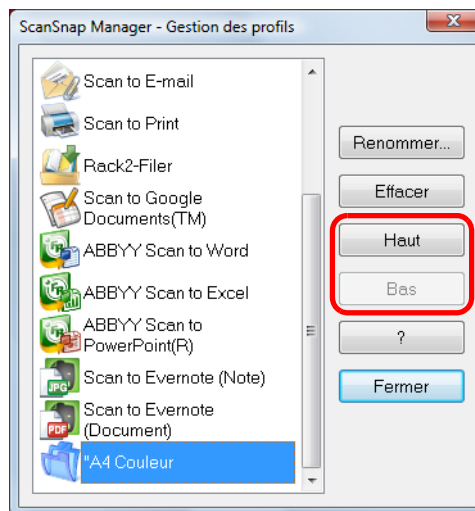 ScanSnap Manager - Gestion des profils
Scan to E-mail
Scan to Print
Rack2-Filer
Scan to Google
Documents(TM)
ABBYY Scan to Word
ABBYY Scan to Excel
ABBYY Scan to
PowerPoint(R)
JPG
Scan to Evernote (Note)
PDF
Scan to Evernote
(Document)
"A4 Couleur
Renommer...
Effacer
Haut
Bas
?
Fermer